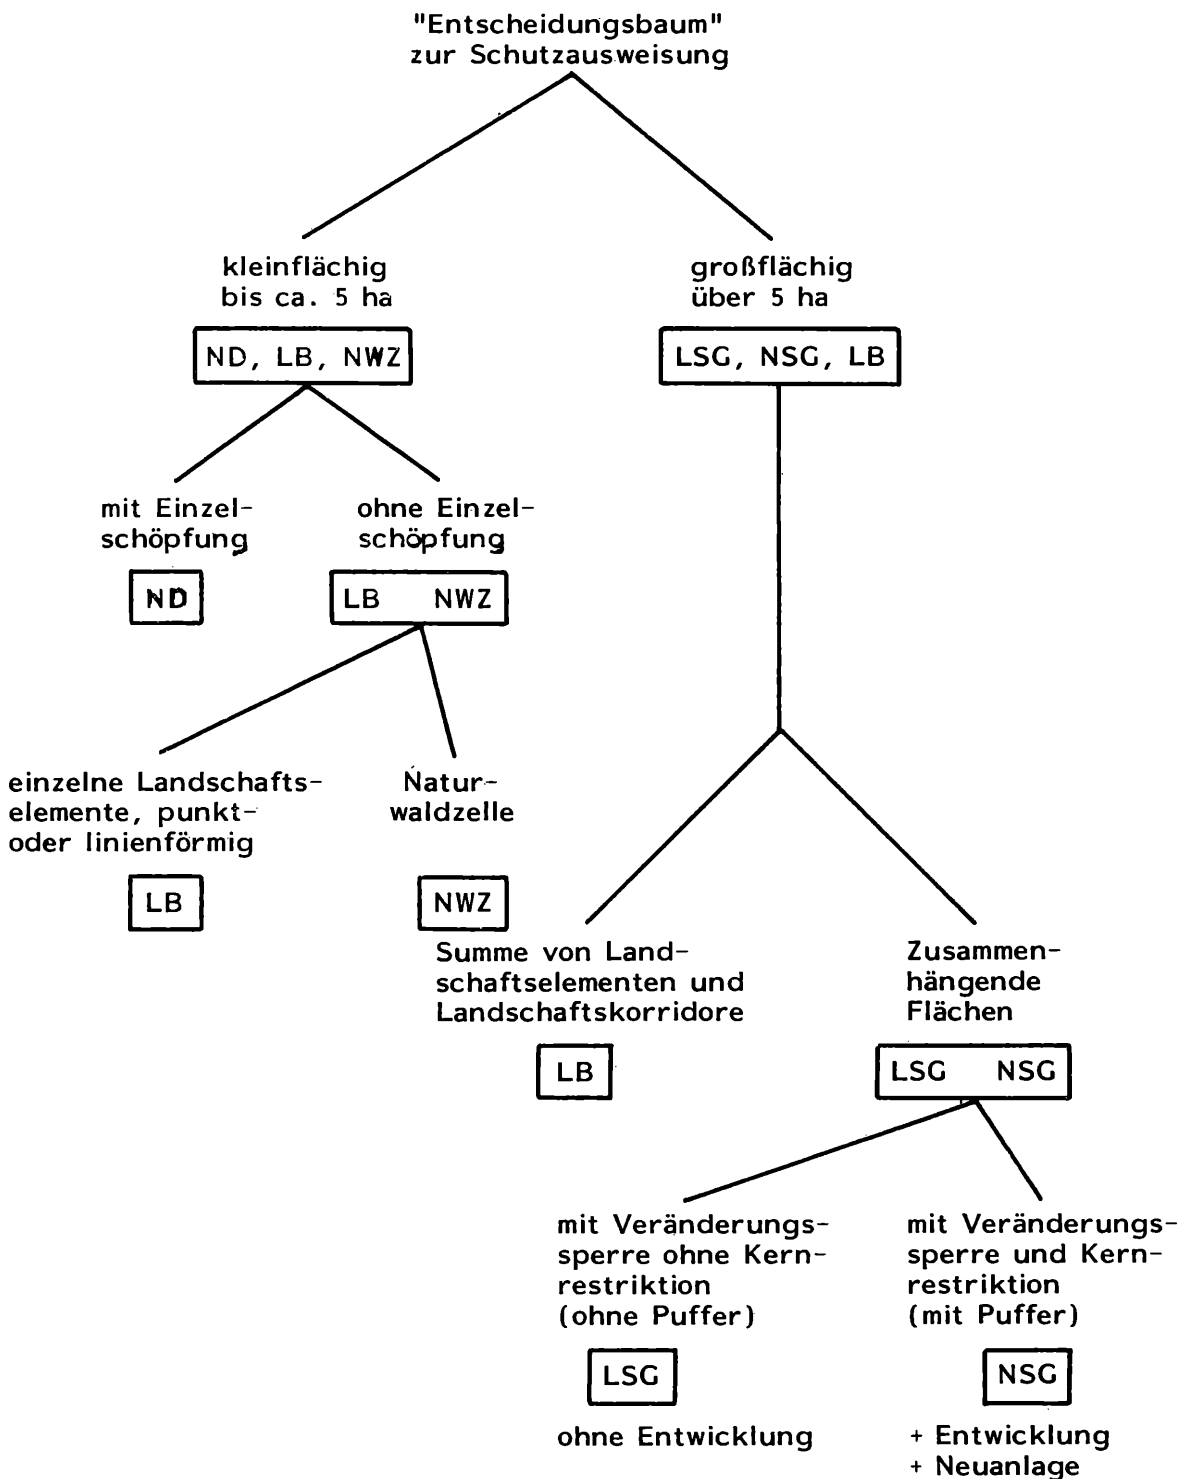 "Entscheidungsbaum"
zur Schutzausweisung
kleinflächig
bis ca. 5 ha
ND, LB, NWZ
großflächig
über 5 ha
LSG, NSG, LB
mit Einzel-
schöpfung
ND
ohne Einzel-
schöpfung
LB NWZ
einzelne Landschafts-
elemente, punkt-
oder linienförmig
LB
Natur-
waldzelle
NWZ
Summe von Land-
schaftselementen und
Landschaftskorridore
LB
Zusammen-
hängende
Flächen
LSG NSG
mit Veränderungs-
sperre ohne Kern-
restriktion
(ohne Puffer)
LSG
ohne Entwicklung
mit Veränderungs-
sperre und Kern-
restriktion
(mit Puffer)
NSG
+ Entwicklung
+ Neuanlage